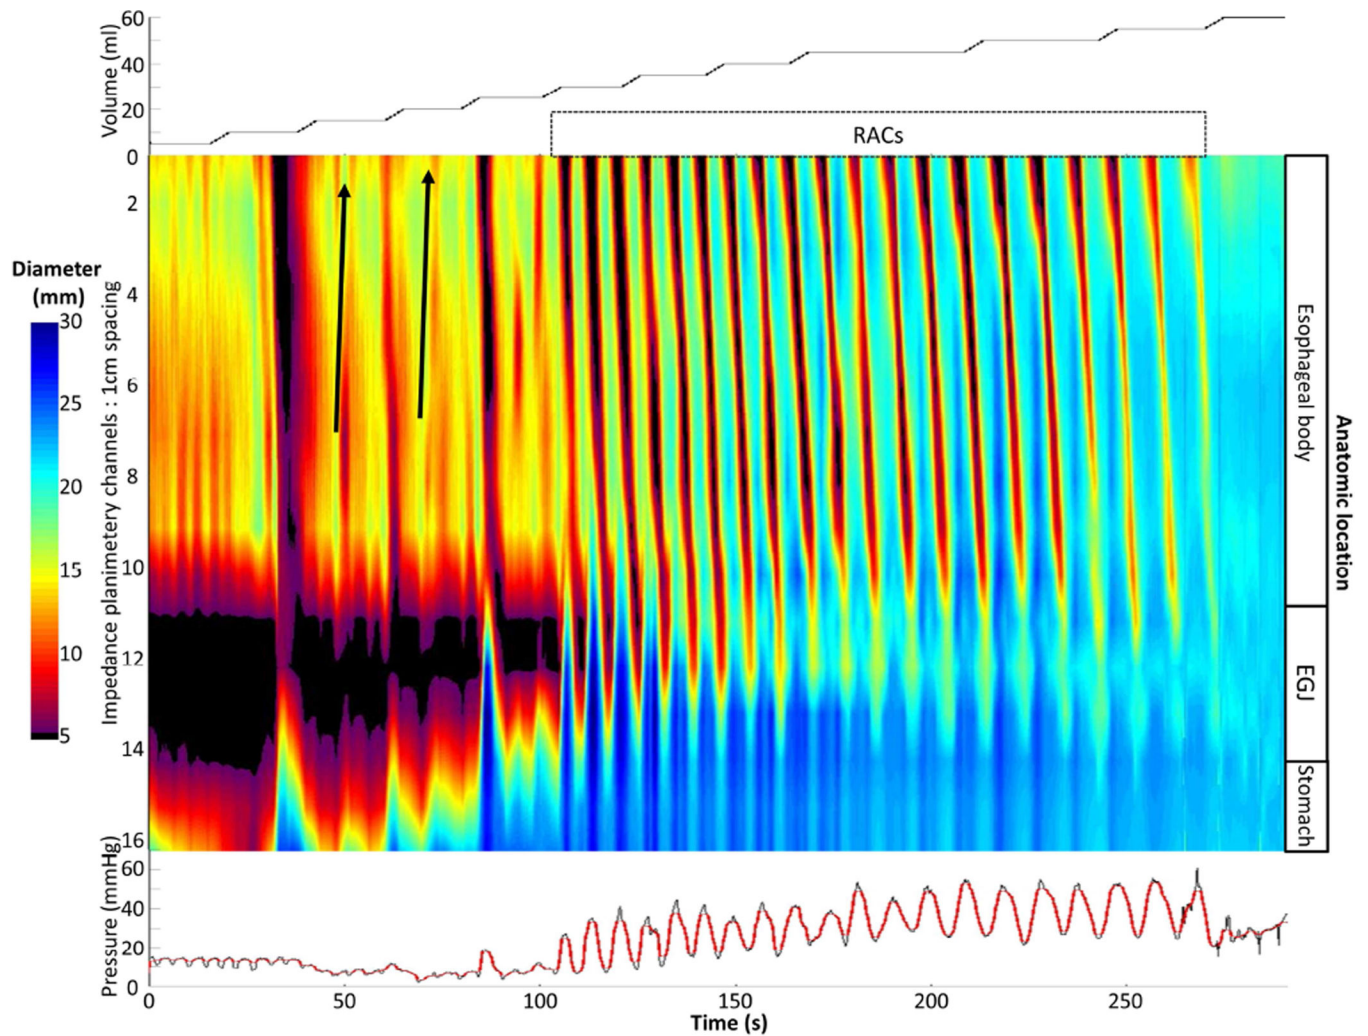 Volume (ml)
60
40
20
0
RACs
Diameter
(mm)
30
25
20
15
10
5
Impedance planimetery channels : 1cm spacing
2
4
6
8
10
12
14
16
Esophageal body
EGJ
Stomach
Anatomic location
Pressure (mmHg)
60
40
20
0
0
50
100
150
200
250
Time (s)